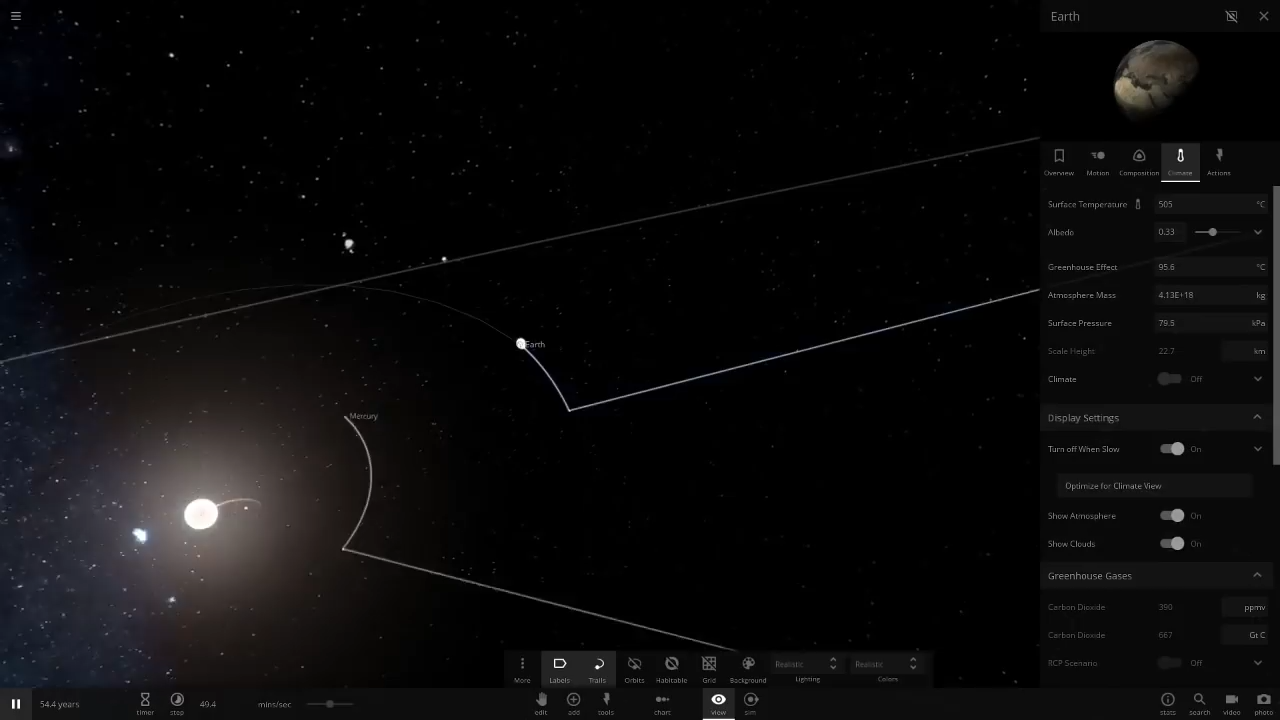 Earth
Overview Motion Composition Climate Actions
Surface Temperature 505 °C
Albedo 0.33
Greenhouse Effect 95.6 °C
Atmosphere Mass 4.13E+18 kg
Surface Pressure 79.5 kPa
Scale Height 22.7 km
Climate Off
Display Settings
Turn off When Slow On
Optimize for Climate View
Show Atmosphere On
Show Clouds On
Greenhouse Gases
Carbon Dioxide 390 ppmv
Carbon Dioxide 667 Gt C
RCP Scenario Off
Earth
Mercury
More Labels Trails Orbits Habitable Grid Background
Realistic Realistic
Lighting Colors
54.4 years
timer step 49.4 mins/sec
edit add tools chart view sim
stats search video photo